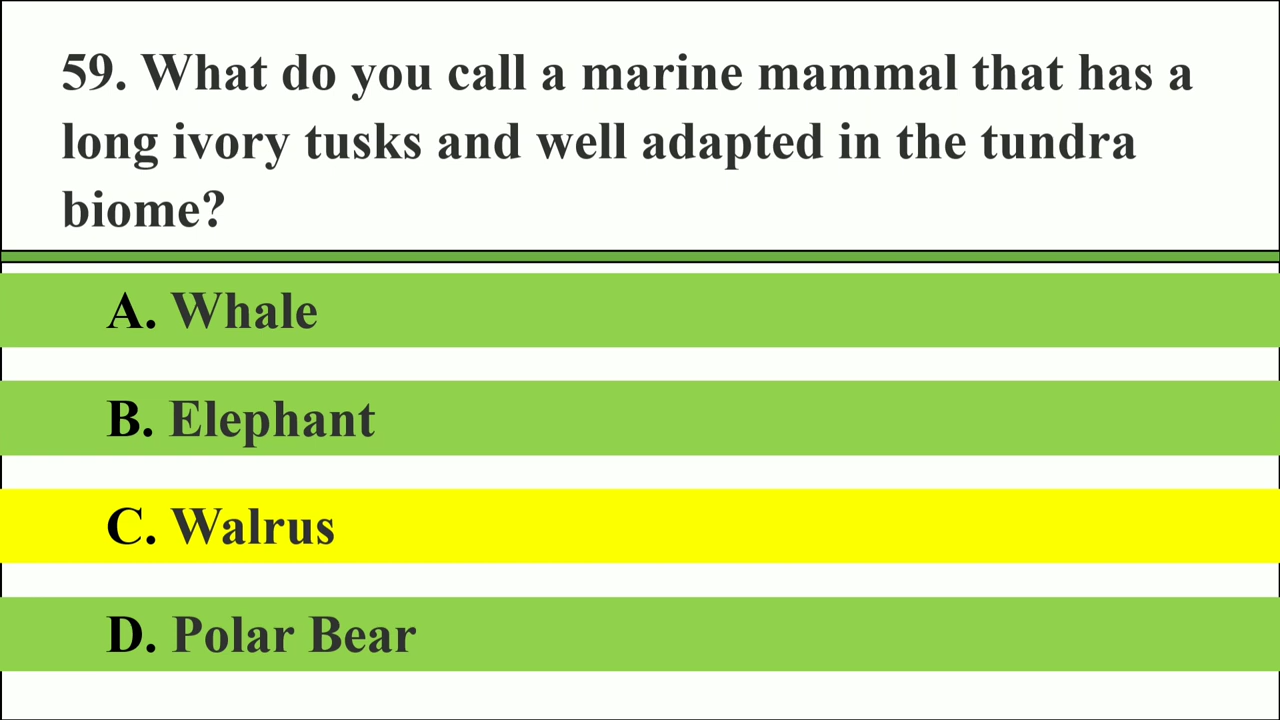 59. What do you call a marine mammal that has a
long ivory tusks and well adapted in the tundra
biome?
A. Whale
B. Elephant
C. Walrus
D. Polar Bear